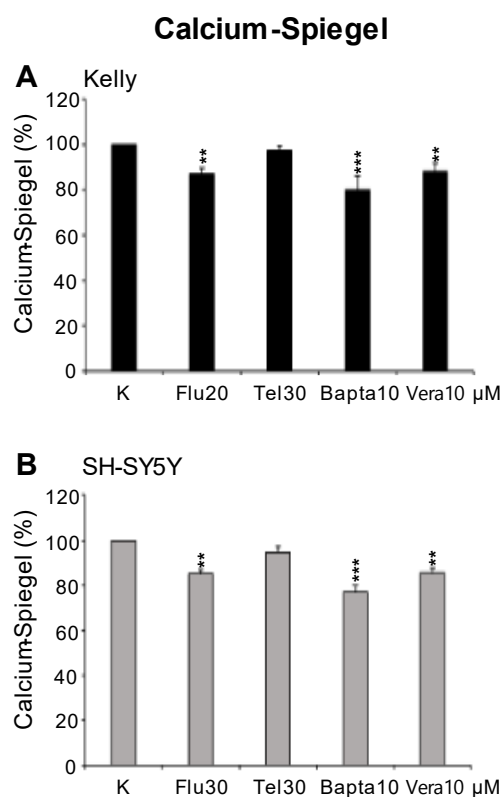 Calcium-Spiegel
A Kelly
Calcium-Spiegel (%)
120
100
80
60
40
20
0
**
***
**
K Flu20 Tel30 Bapta10 Vera10 µM
B SH-SY5Y
Calcium-Spiegel (%)
120
100
80
60
40
20
0
**
***
**
K Flu30 Tel30 Bapta10 Vera10 µM